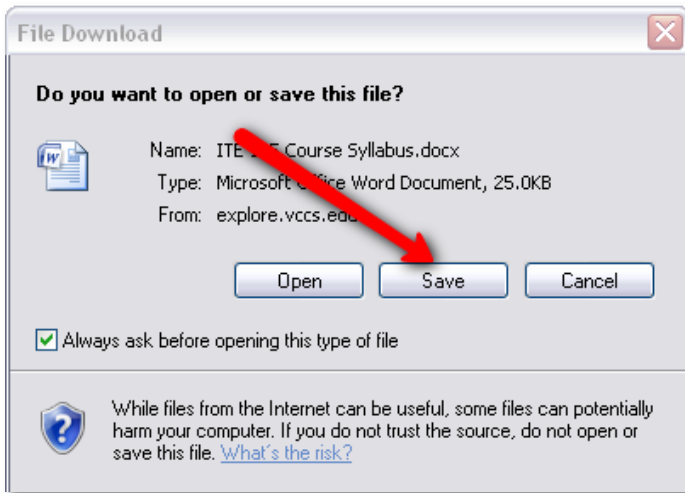 File Download
Do you want to open or save this file?
Name: ITE Course Syllabus.docx
Type: Microsoft Office Word Document, 25.0KB
From: explore.vccs.edu
Open Save Cancel
Always ask before opening this type of file
While files from the Internet can be useful, some files can potentially
harm your computer. If you do not trust the source, do not open or
save this file. What's the risk?